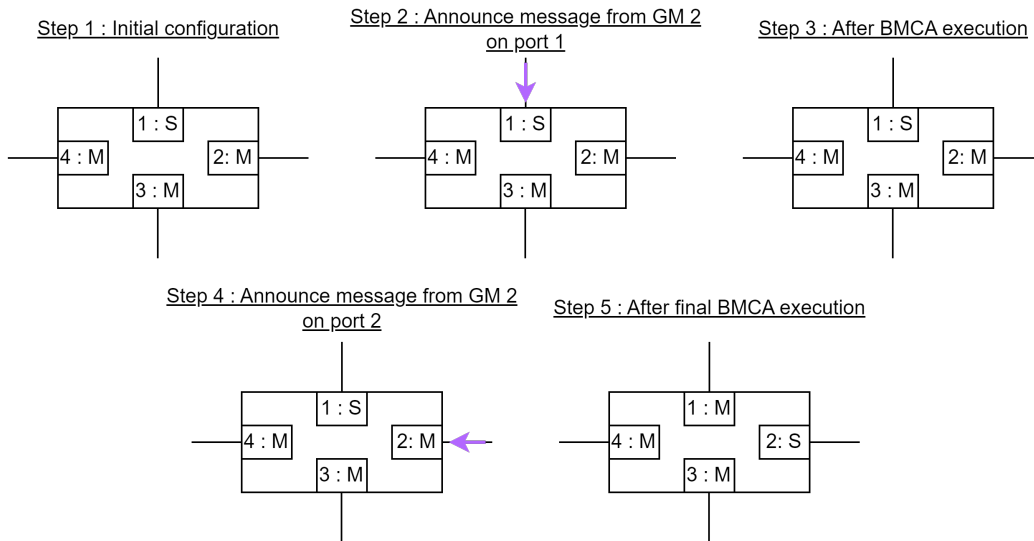 Step 1 : Initial configuration
1 : S
4 : M
2: M
3 : M
Step 2 : Announce message from GM 2
on port 1
1 : S
4 : M
2: M
3 : M
Step 3 : After BMCA execution
1 : S
4 : M
2: M
3 : M
Step 4 : Announce message from GM 2
on port 2
1 : S
4 : M
2: M
3 : M
Step 5 : After final BMCA execution
1 : M
4 : M
2: S
3 : M